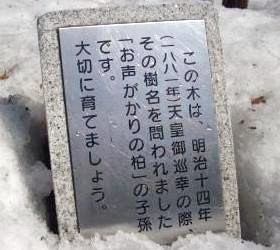 この木は、明治十四年
(一八八一年)天皇御巡幸の際、
その樹名を問われました
「お声がかりの柏」の子孫
です。
大切に育てましょう。